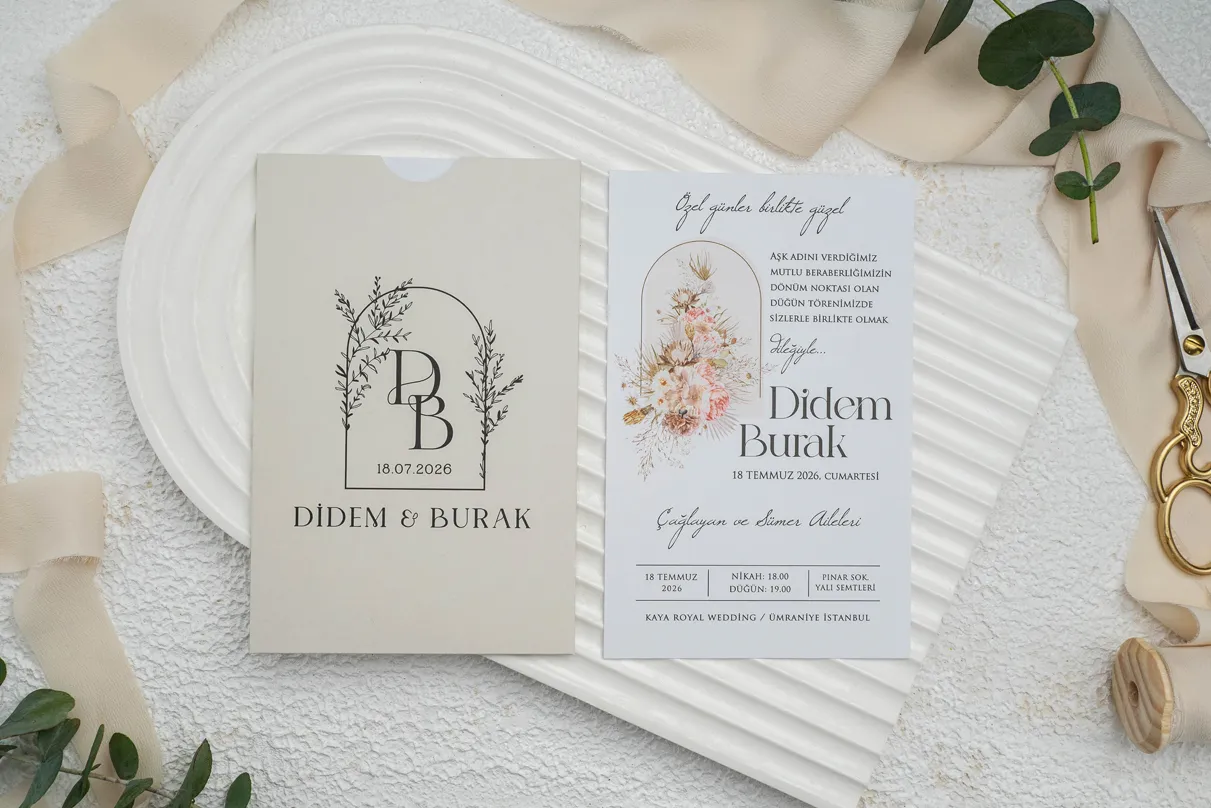 DB
18.07.2026
DİDEM & BURAK
Özel günler birlikte güzel
AŞK ADINI VERDİĞİMİZ
MUTLU BERABERLİĞİMİZİN
DÖNÜM NOKTASI OLAN
DÜĞÜN TÖRENİMİZDE
SİZLERLE BİRLİKTE OLMAK
Dileğiyle...
Didem
Burak
18 TEMMUZ 2026, CUMARTESİ
Çağlayan ve Sümer Aileleri
18 TEMMUZ
2026
NİKAH: 18.00
DÜĞÜN: 19.00
PINAR SOK.
YALI SEMTLERİ
KAYA ROYAL WEDDING / ÜMRANİYE İSTANBUL